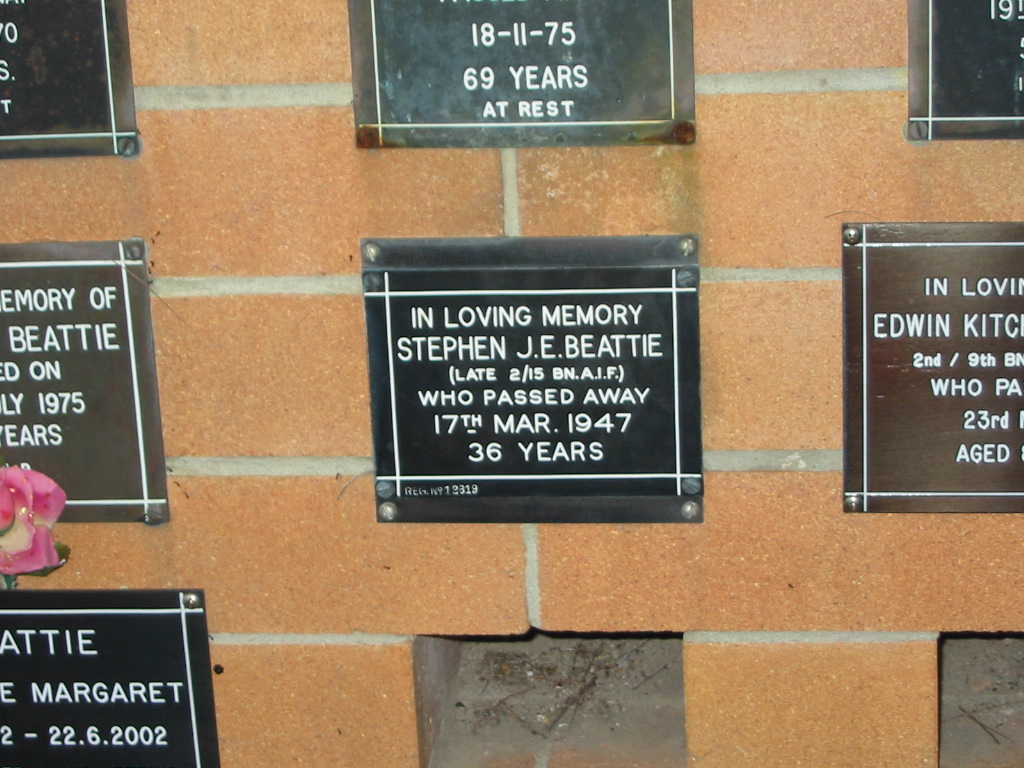 70
18-11-75
69 YEARS
AT REST
EMORY OF
BEATTIE
ED ON
LY 1975
YEARS
IN LOVING MEMORY
STEPHEN J.E.BEATTIE
(LATE 2/15 BN.A.I.F.)
WHO PASSED AWAY
17TH MAR. 1947
36 YEARS
REG. No 12319
IN LOVIN
EDWIN KITCH
2nd / 9th BN
WHO PA
23rd
AGED
ATTIE
E MARGARET
2 - 22.6.2002